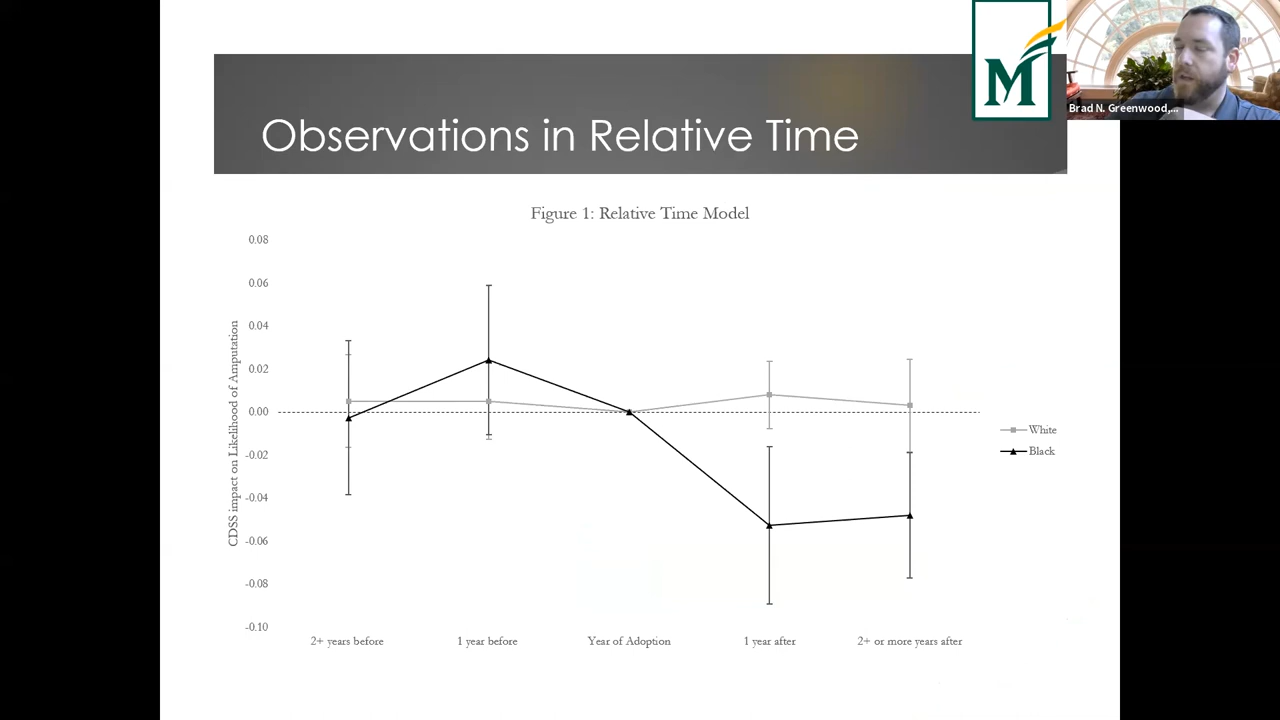 M
Brad N. Greenwood,...
Observations in Relative Time
Figure 1: Relative Time Model
CDSS impact on Likelihood of Amputation
0.08
0.06
0.04
0.02
0.00
-0.02
-0.04
-0.06
-0.08
-0.10
White
Black
2+ years before
1 year before
Year of Adoption
1 year after
2+ or more years after